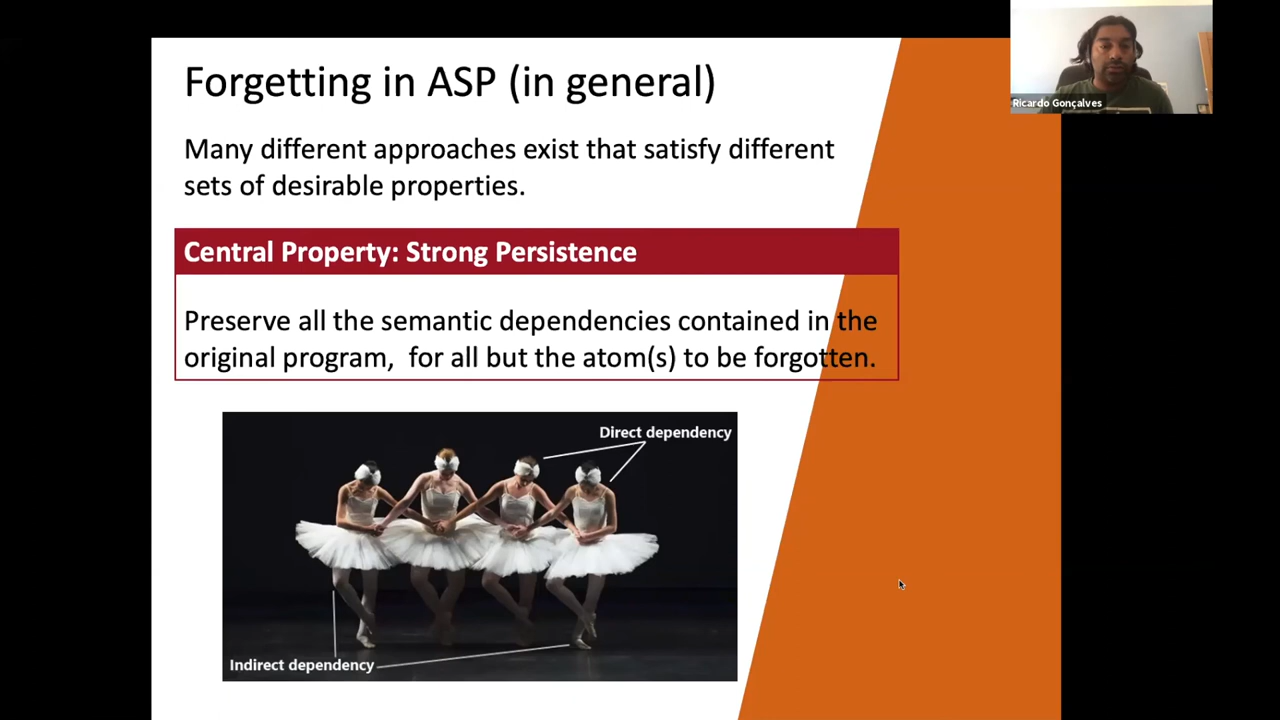 Forgetting in ASP (in general)
Many different approaches exist that satisfy different
sets of desirable properties.
Central Property: Strong Persistence
Preserve all the semantic dependencies contained in the
original program,  for all but the atom(s) to be forgotten.
Direct dependency
Indirect dependency
Ricardo Gonçalves